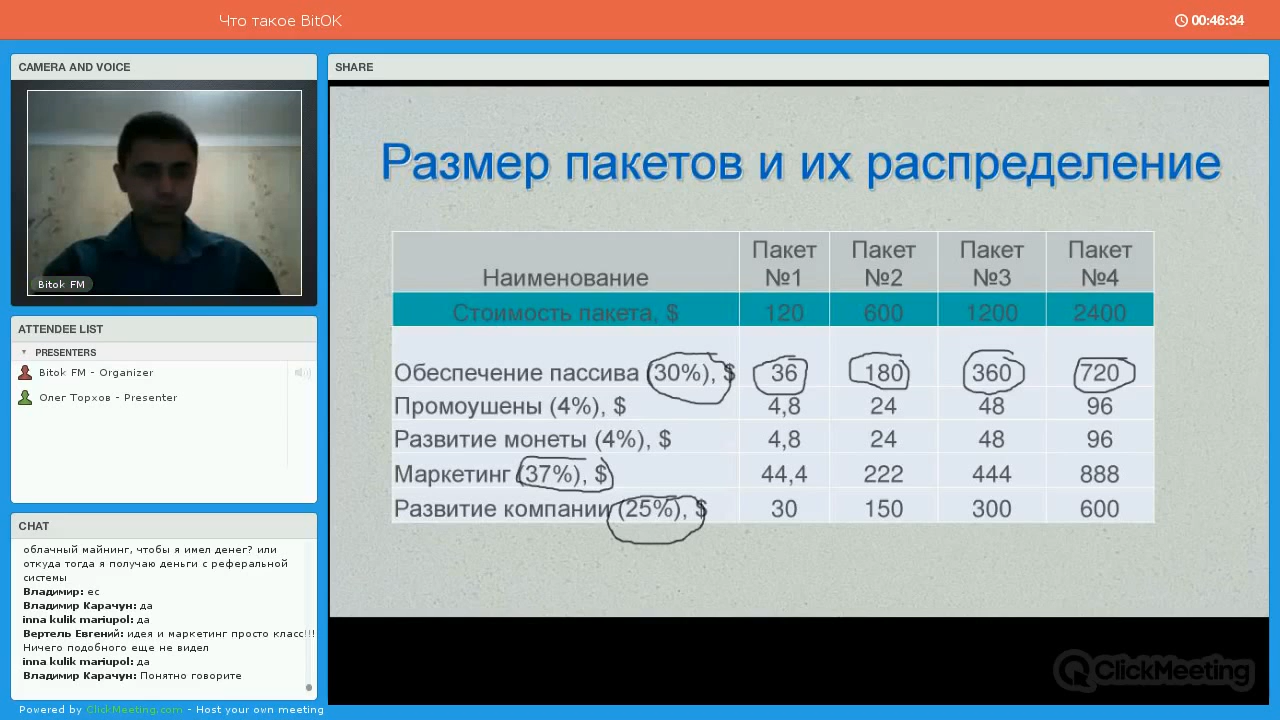 Что такое BitOK
00:46:34
CAMERA AND VOICE
Bitok FM
ATTENDEE LIST
PRESENTERS
Bitok FM - Organizer
Олег Торхов - Presenter
CHAT
облачный майнинг, чтобы я имел денег? или
откуда тогда я получаю деньги с реферальной
системы
Владимир: ес
Владимир Карачун: да
inna kulik mariupol: да
Вертель Евгений: идея и маркетинг просто класс!!!
Ничего подобного еще не видел
inna kulik mariupol: да
Владимир Карачун: Понятно говорите
SHARE
Размер пакетов и их распределение
Наименование Пакет №1 Пакет №2 Пакет №3 Пакет №4
Стоимость пакета, $ 120 600 1200 2400
Обеспечение пассива (30%), $ 36 180 360 720
Промоушены (4%), $ 4,8 24 48 96
Развитие монеты (4%), $ 4,8 24 48 96
Маркетинг (37%), $ 44,4 222 444 888
Развитие компании (25%), $ 30 150 300 600
ClickMeeting
Powered by ClickMeeting.com - Host your own meeting